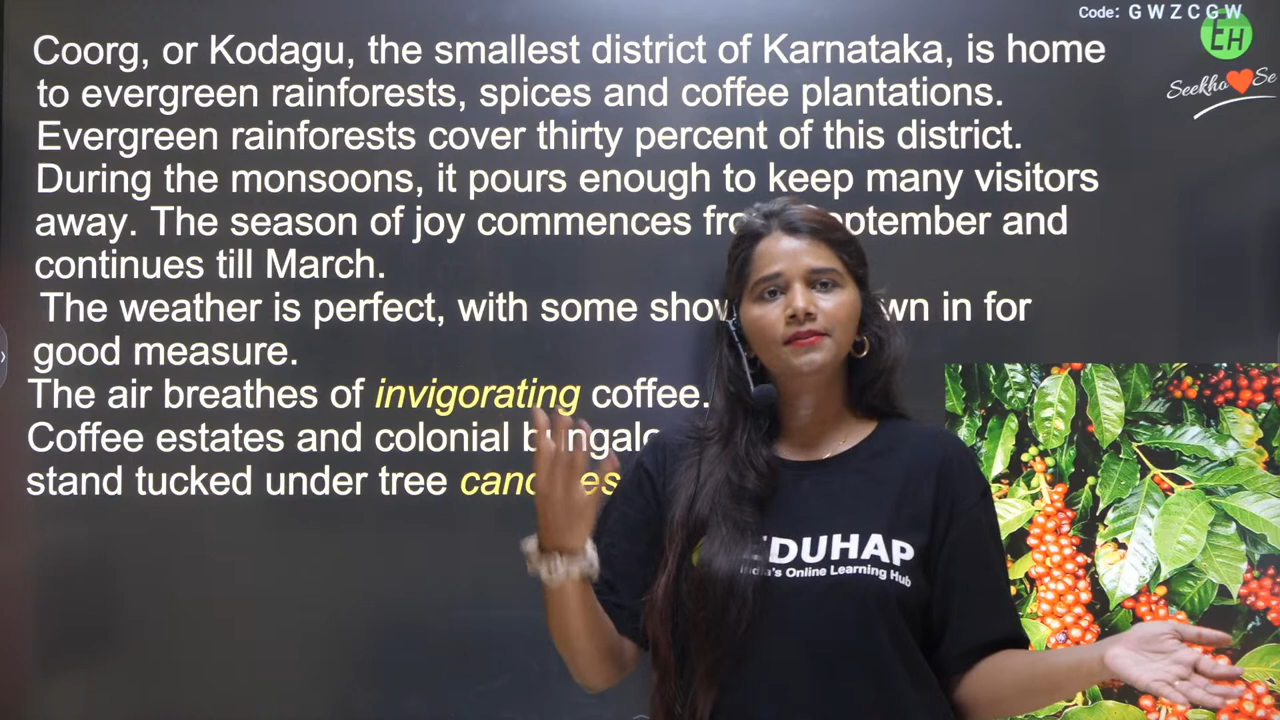 Code: G W Z C G W
EH
Seekho Se
Coorg, or Kodagu, the smallest district of Karnataka, is home
to evergreen rainforests, spices and coffee plantations.
Evergreen rainforests cover thirty percent of this district.
During the monsoons, it pours enough to keep many visitors
away. The season of joy commences and
continues till March.
The weather is perfect, with some in for
good measure.
The air breathes of invigorating coffee.
Coffee estates and colonial
stand tucked under tree
EDUHAP
India's Online Learning Hub